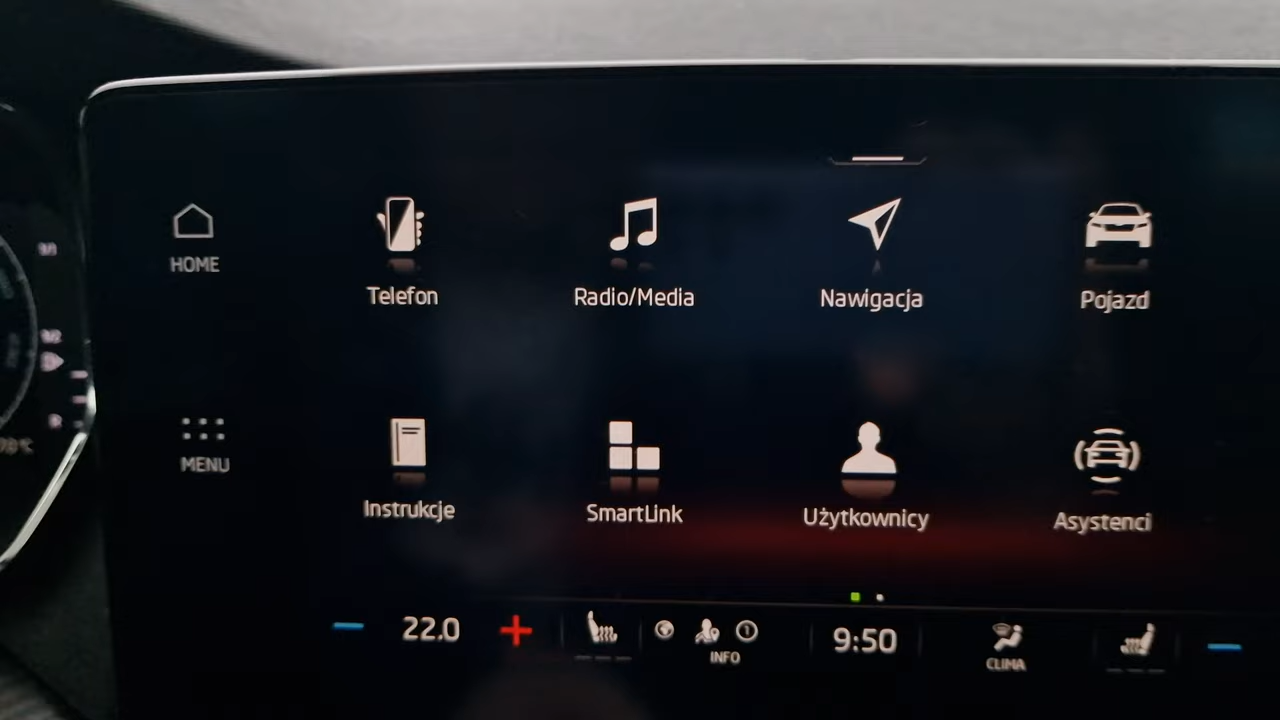 HOME
Telefon
Radio/Media
Nawigacja
Pojazd
MENU
Instrukcje
SmartLink
Użytkownicy
Asystenci
22.0
INFO
9:50
CLIMA